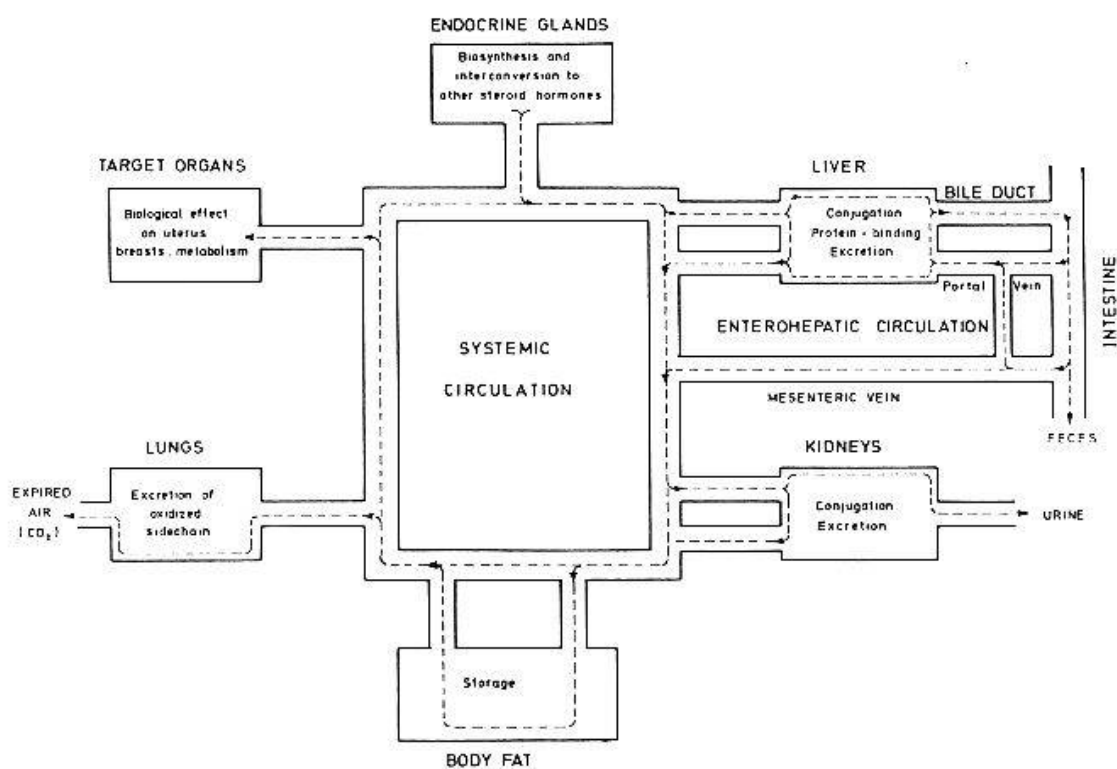 ENDOCRINE GLANDS
Biosynthesis and
interconversion to
other steroid hormones
TARGET ORGANS
Biological effect
on uterus
breasts, metabolism
LIVER
Conjugation
Protein - binding
Excretion
BILE DUCT
Portal Vein
INTESTINE
ENTEROHEPATIC CIRCULATION
SYSTEMIC
CIRCULATION
MESENTERIC VEIN
FECES
LUNGS
EXPIRED
AIR
(CO₂)
Excretion of
oxidized
sidechain
KIDNEYS
Conjugation
Excretion
URINE
Storage
BODY FAT